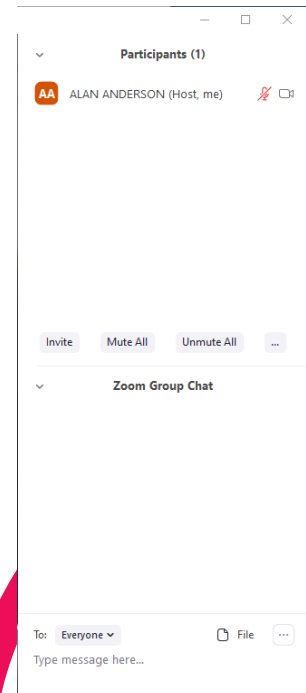 Participants (1)
AA ALAN ANDERSON (Host, me)
Invite Mute All Unmute All ...
Zoom Group Chat
To: Everyone File ...
Type message here...